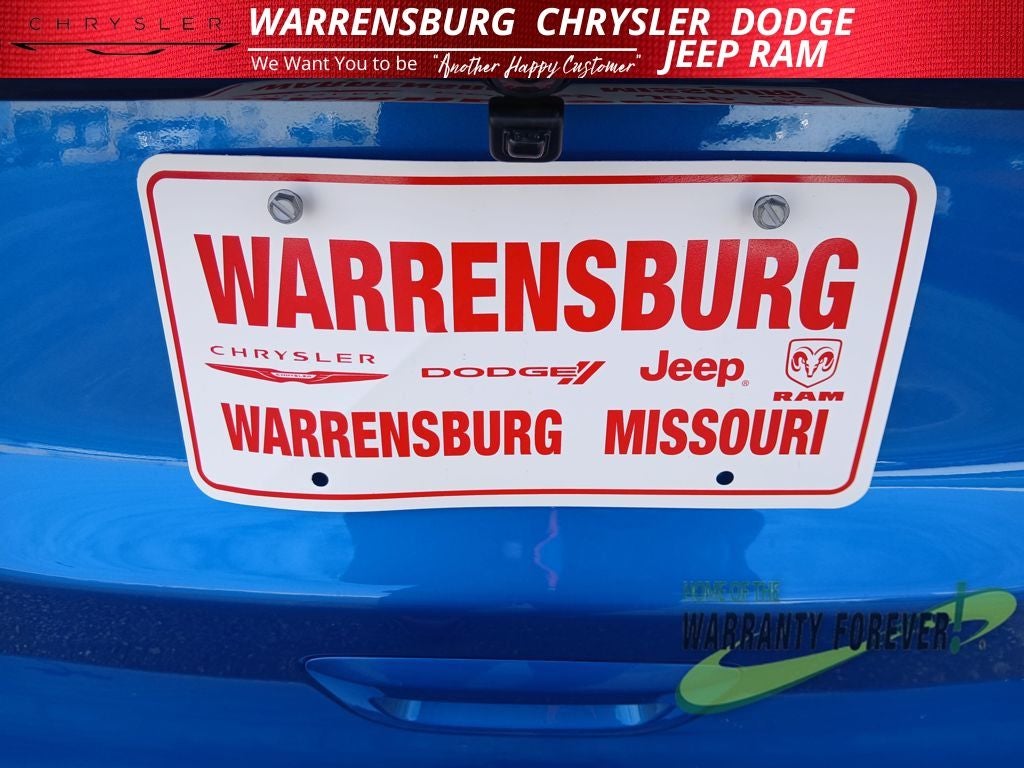 CHRYSLER
WARRENSBURG CHRYSLER DODGE
JEEP RAM
We Want You to be "Another Happy Customer"
WARRENSBURG
CHRYSLER DODGE Jeep® RAM
WARRENSBURG MISSOURI
HOME OF THE
WARRANTY FOREVER!®